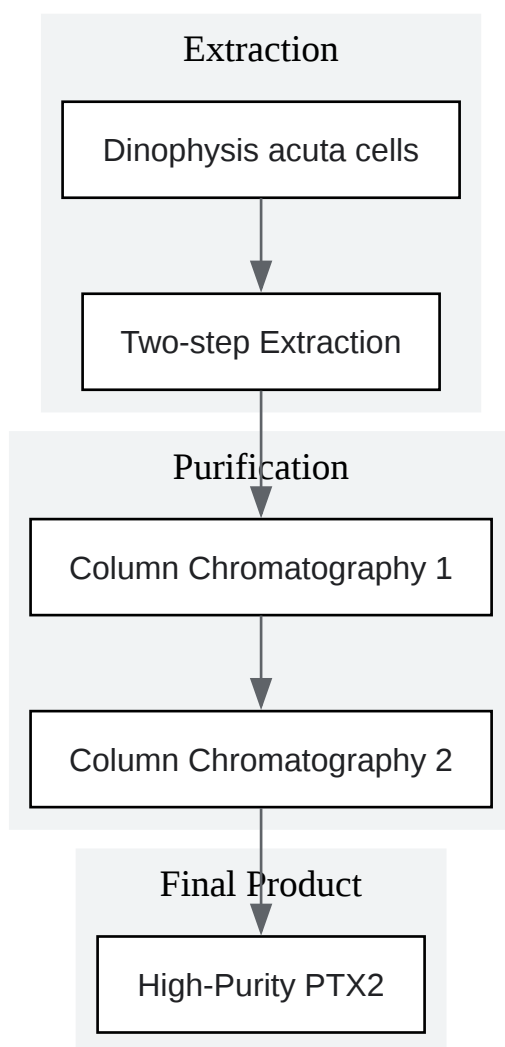 Extraction
Dinophysis acuta cells
Two-step Extraction
Purification
Column Chromatography 1
Column Chromatography 2
Final Product
High-Purity PTX2